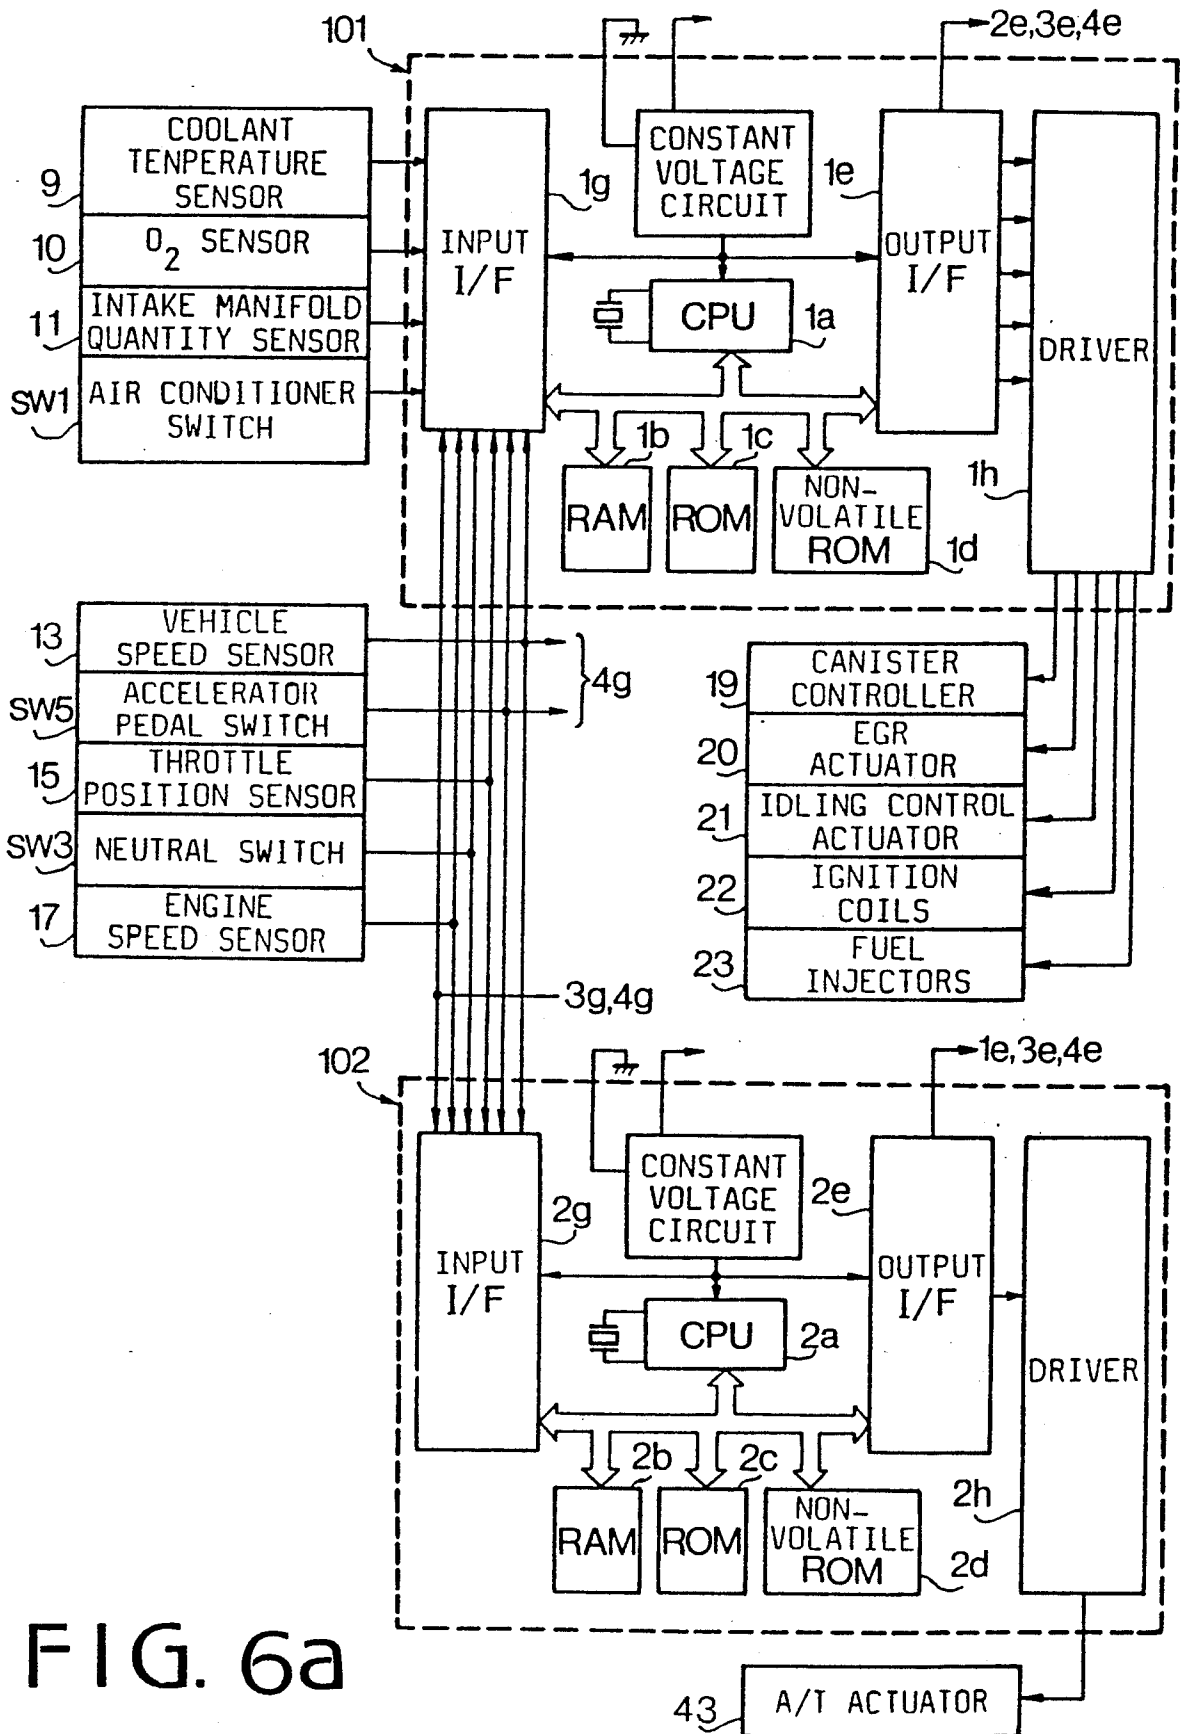 101
2e,3e,4e
COOLANT
TENPERATURE
SENSOR
9
O2 SENSOR
10
INTAKE MANIFOLD
QUANTITY SENSOR
11
AIR CONDITIONER
SWITCH
SW1
INPUT
I/F
1g
CONSTANT
VOLTAGE
CIRCUIT
CPU
1a
1e
OUTPUT
I/F
DRIVER
1h
1b
RAM
1c
ROM
NON-
VOLATILE
ROM
1d
VEHICLE
SPEED SENSOR
13
ACCELERATOR
PEDAL SWITCH
SW5
THROTTLE
POSITION SENSOR
15
NEUTRAL SWITCH
SW3
ENGINE
SPEED SENSOR
17
4g
3g,4g
CANISTER
CONTROLLER
19
EGR
ACTUATOR
20
IDLING CONTROL
ACTUATOR
21
IGNITION
COILS
22
FUEL
INJECTORS
23
102
1e,3e,4e
INPUT
I/F
2g
CONSTANT
VOLTAGE
CIRCUIT
CPU
2a
2e
OUTPUT
I/F
DRIVER
2h
2b
RAM
2c
ROM
NON-
VOLATILE
ROM
2d
A/T ACTUATOR
43
FIG. 6a